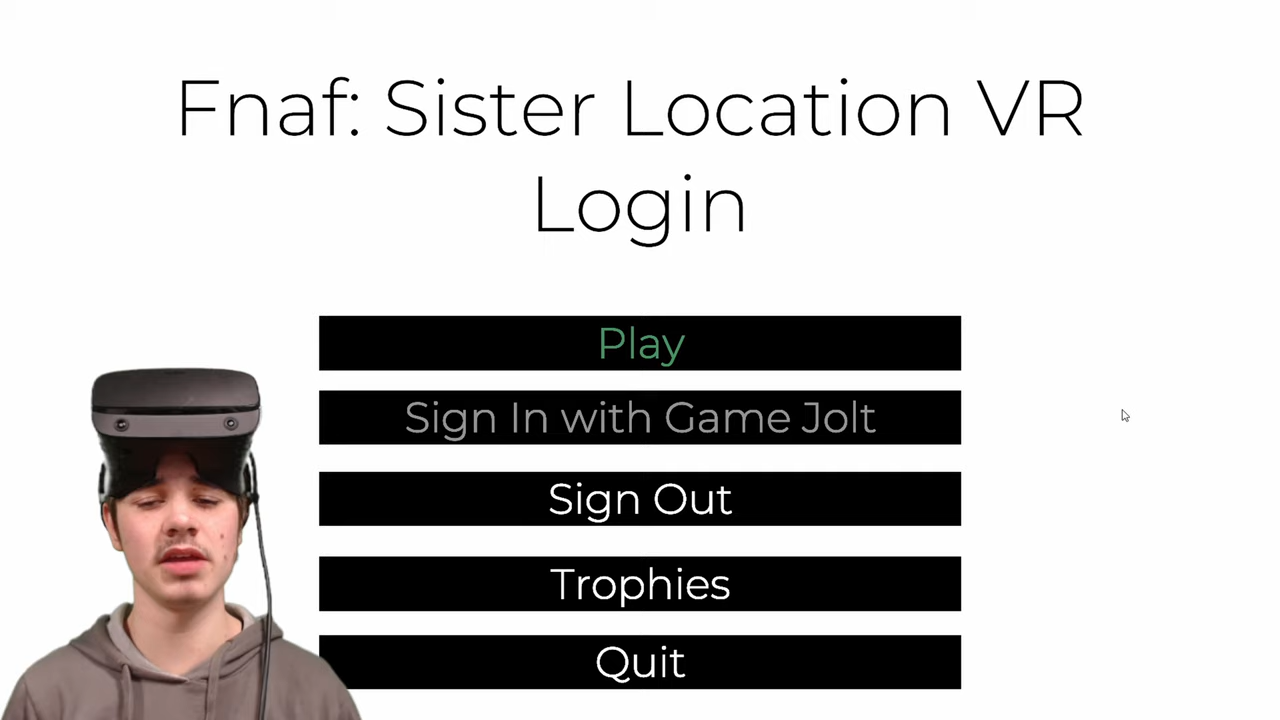 Fnaf: Sister Location VR
Login
Play
Sign In with Game Jolt
Sign Out
Trophies
Quit